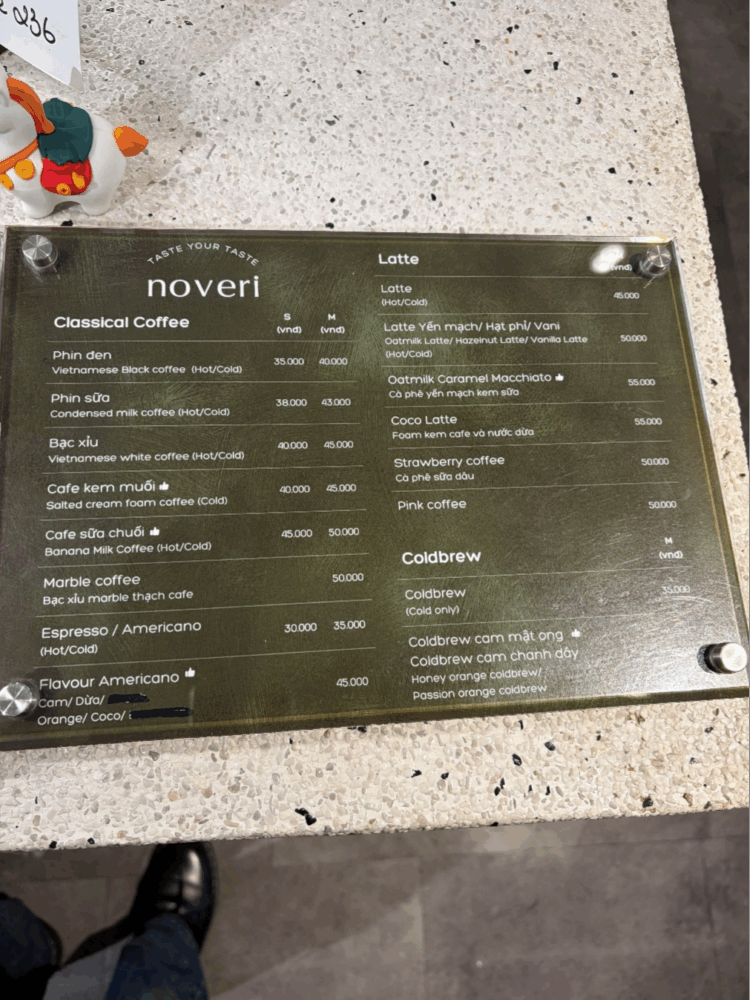 236
TASTE YOUR TASTE
noveri
Classical Coffee
S M
(vnd) (vnd)
Phin đen
Vietnamese Black coffee (Hot/Cold) 35.000 40.000
Phin sữa
Condensed milk coffee (Hot/Cold) 38.000 43.000
Bạc xỉu
Vietnamese white coffee (Hot/Cold) 40.000 45.000
Cafe kem muối
Salted cream foam coffee (Cold) 40.000 45.000
Cafe sữa chuối
Banana Milk Coffee (Hot/Cold) 45.000 50.000
Marble coffee 50.000
Bạc xỉu marble thạch cafe
Espresso / Americano 30.000 35.000
(Hot/Cold)
Flavour Americano 45.000
Cam/ Dừa/
Orange/ Coco/
Latte
(vnd)
Latte 45.000
(Hot/Cold)
Latte Yến mạch/ Hạt phỉ/ Vani
Oatmilk Latte/ Hazelnut Latte/ Vanilla Latte 50.000
(Hot/Cold)
Oatmilk Caramel Macchiato 55.000
Cà phê yến mạch kem sữa
Coco Latte 55.000
Foam kem cafe và nước dừa
Strawberry coffee 50.000
Cà phê sữa dâu
Pink coffee 50.000
Coldbrew
M
(vnd)
Coldbrew 35.000
(Cold only)
Coldbrew cam mật ong
Coldbrew cam chanh dây
Honey orange coldbrew/
Passion orange coldbrew